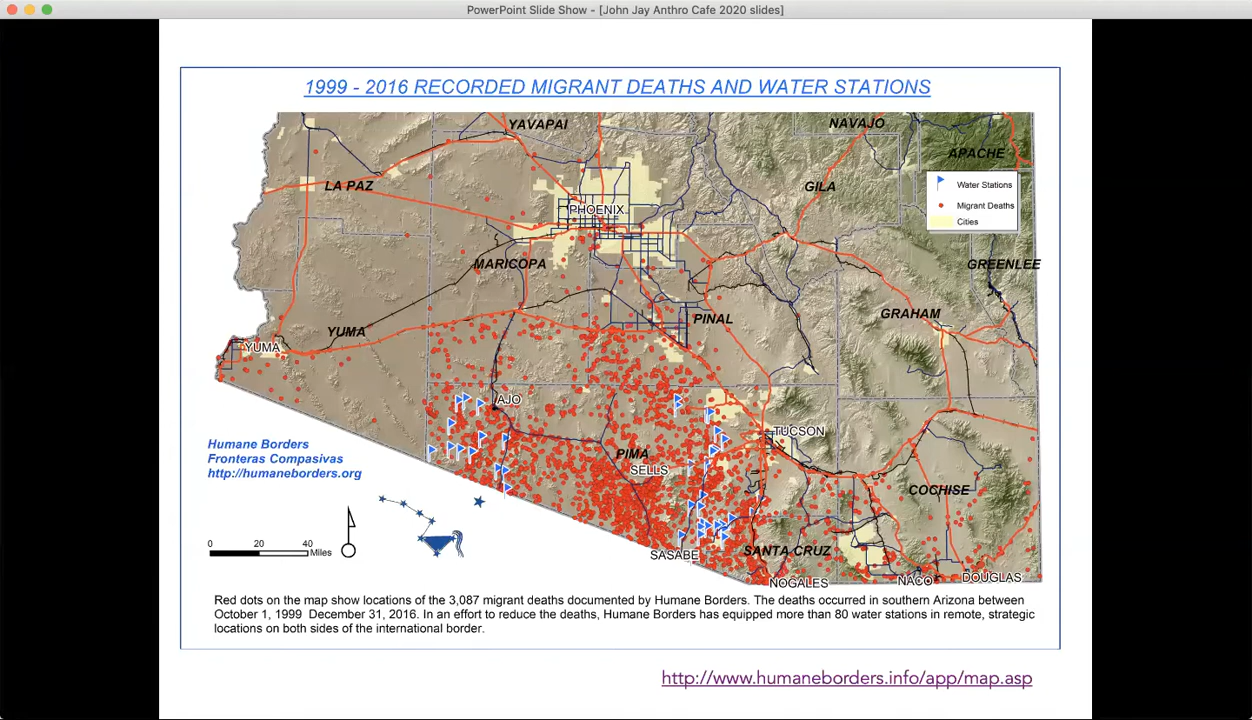 PowerPoint Slide Show - [John Jay Anthro Cafe 2020 slides]
1999 - 2016 RECORDED MIGRANT DEATHS AND WATER STATIONS
YAVAPAI
NAVAJO
APACHE
LA PAZ
GILA
Water Stations
Migrant Deaths
Cities
PHOENIX
MARICOPA
GREENLEE
YUMA
PINAL
GRAHAM
YUMA
AJO
TUCSON
Humane Borders
Fronteras Compasivas
http://humaneborders.org
PIMA
SELLS
COCHISE
0 20 40
Miles
SASABE
SANTA CRUZ
NOGALES
NACO
DOUGLAS
Red dots on the map show locations of the 3,087 migrant deaths documented by Humane Borders. The deaths occurred in southern Arizona between
October 1, 1999 December 31, 2016. In an effort to reduce the deaths, Humane Borders has equipped more than 80 water stations in remote, strategic
locations on both sides of the international border.
http://www.humaneborders.info/app/map.asp